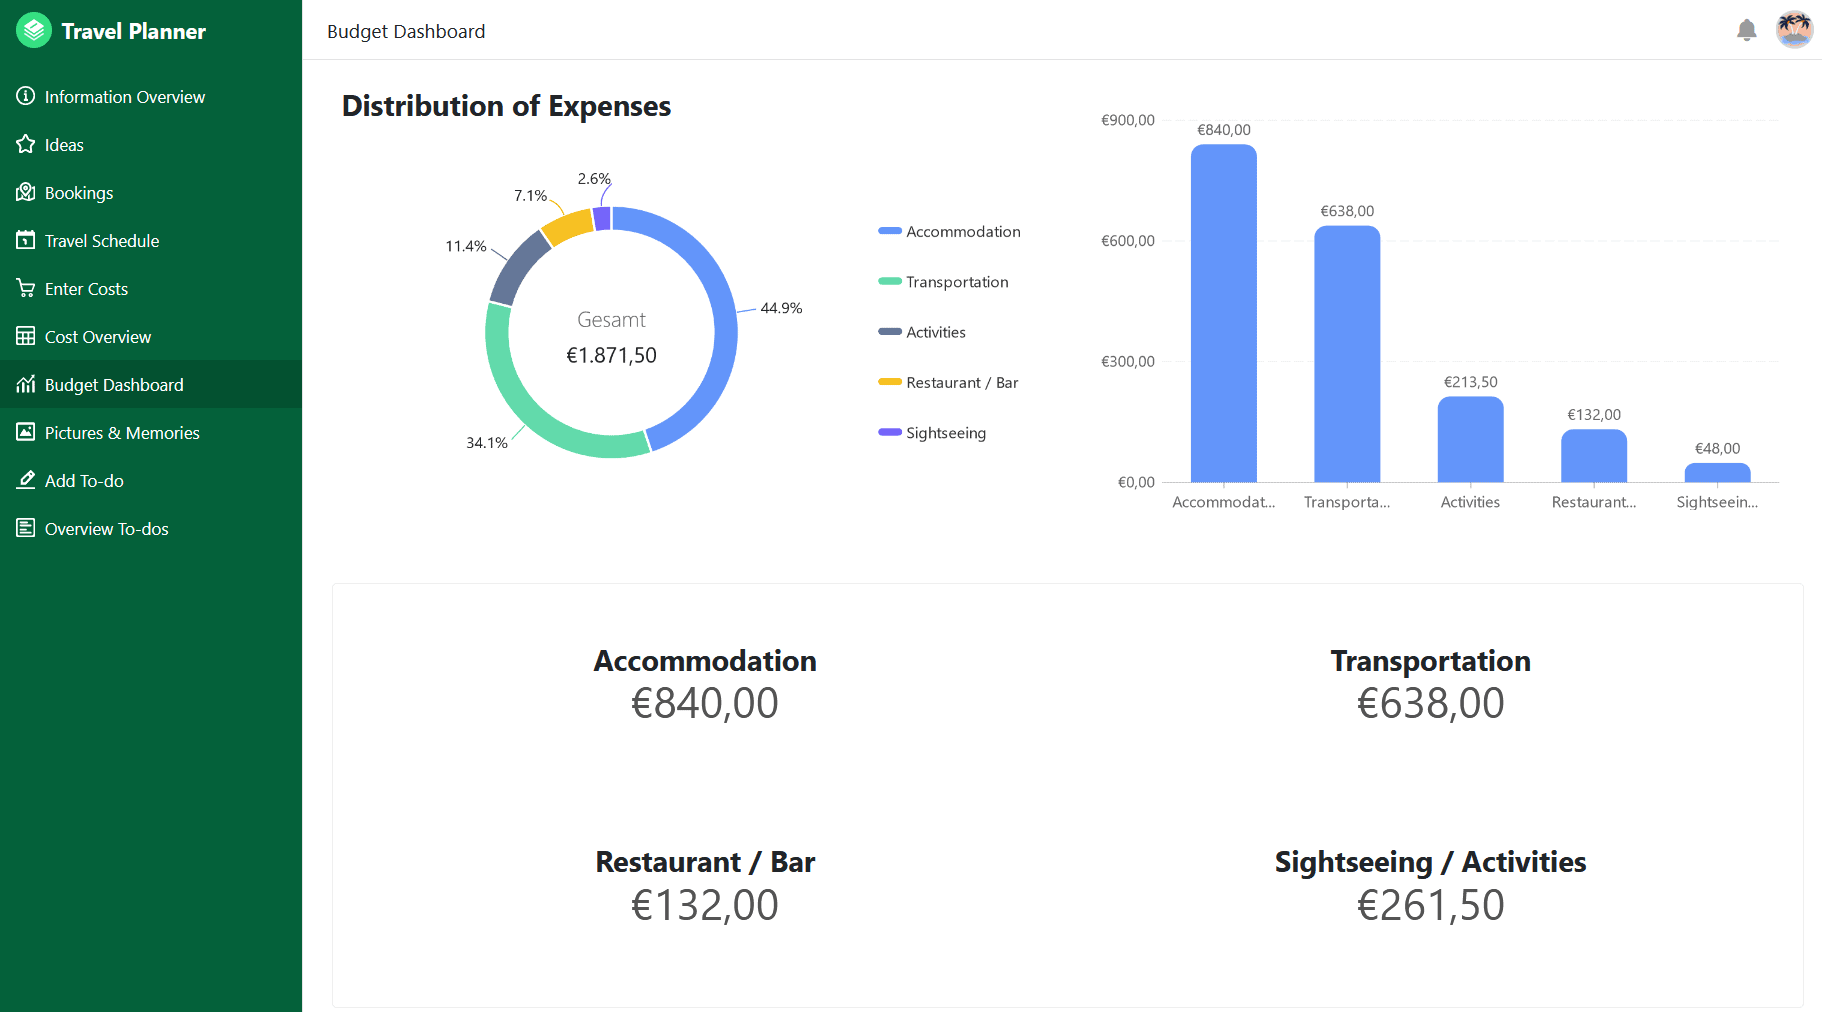 Travel Planner
Information Overview
Ideas
Bookings
Travel Schedule
Enter Costs
Cost Overview
Budget Dashboard
Pictures & Memories
Add To-do
Overview To-dos
Budget Dashboard
Distribution of Expenses
2.6%
7.1%
11.4%
44.9%
34.1%
Gesamt
€1.871,50
Accommodation
Transportation
Activities
Restaurant / Bar
Sightseeing
€900,00
€600,00
€300,00
€0,00
€840,00
€638,00
€213,50
€132,00
€48,00
Accommodat...
Transporta...
Activities
Restaurant...
Sightseein...
Accommodation
€840,00
Transportation
€638,00
Restaurant / Bar
€132,00
Sightseeing / Activities
€261,50